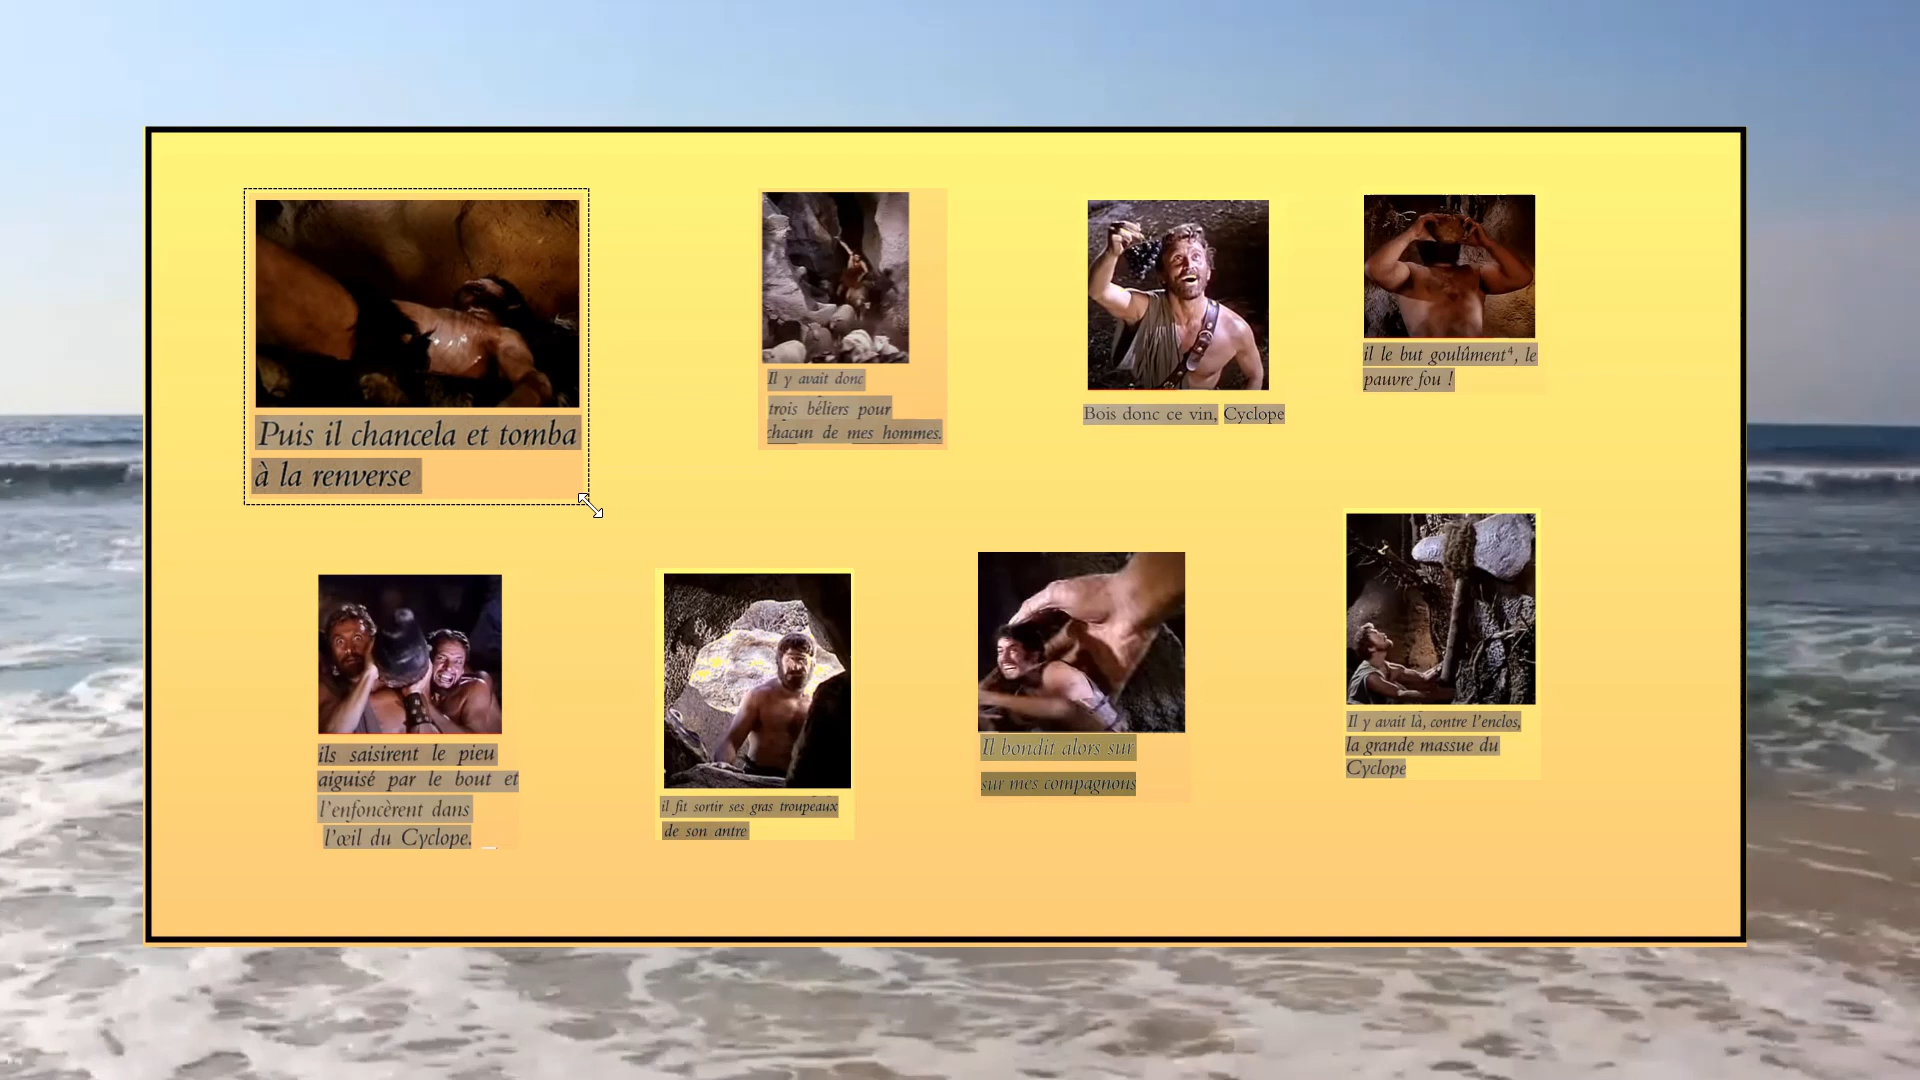 Puis il chancela et tomba
à la renverse
Il y avait donc
trois béliers pour
chacun de mes hommes.
Bois donc ce vin, Cyclope
il le but goulûment⁴, le
pauvre fou !
ils saisirent le pieu
aiguisé par le bout et
l'enfoncèrent dans
l'œil du Cyclope.
il fit sortir ses gras troupeaux
de son antre
Il bondit alors sur
sur mes compagnons
Il y avait là, contre l'enclos,
la grande massue du
Cyclope